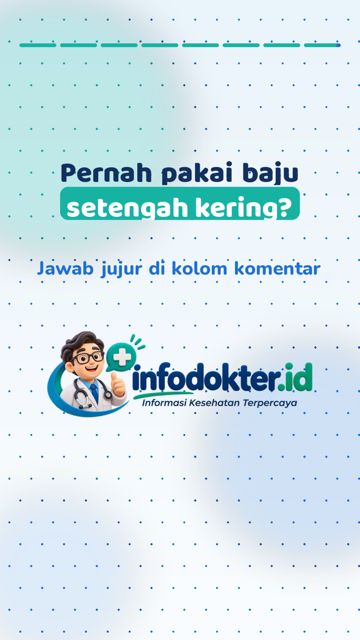 Pernah pakai baju
setengah kering?
Jawab jujur di kolom komentar
infodokter.id
Informasi Kesehatan Terpercaya